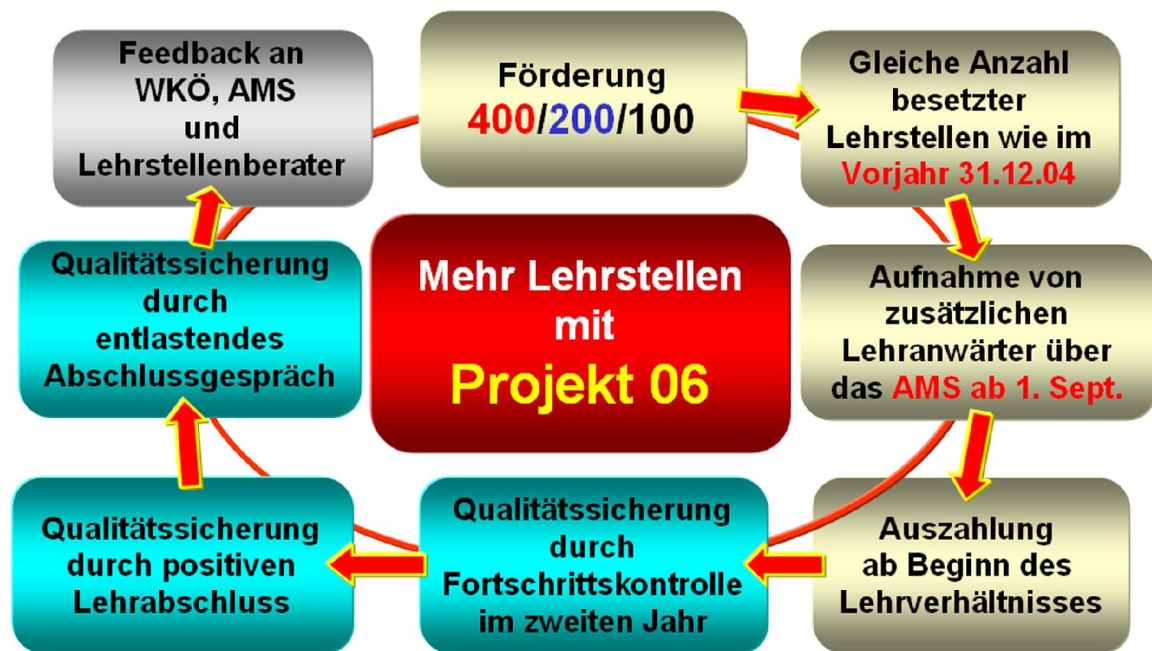 Feedback an
WKÖ, AMS
und
Lehrstellenberater
Förderung
400/200/100
Gleiche Anzahl
besetzter
Lehrstellen wie im
Vorjahr 31.12.04
Qualitätssicherung
durch
entlastendes
Abschlussgespräch
Mehr Lehrstellen
mit
Projekt 06
Aufnahme von
zusätzlichen
Lehranwärter über
das AMS ab 1. Sept.
Qualitätssicherung
durch positiven
Lehrabschluss
Qualitätssicherung
durch
Fortschrittskontrolle
im zweiten Jahr
Auszahlung
ab Beginn des
Lehrverhältnisses